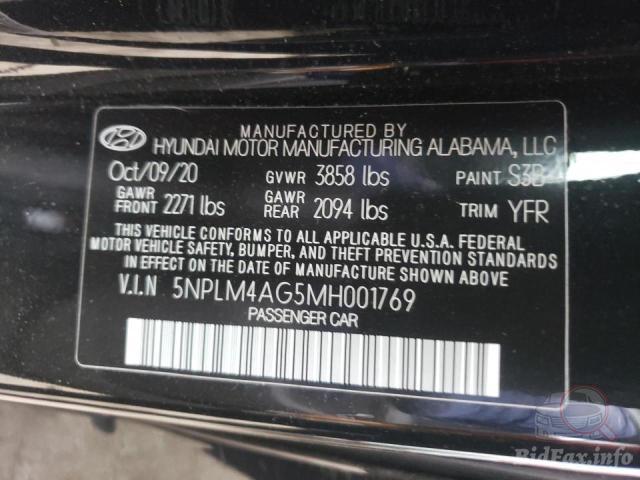 MANUFACTURED BY
HYUNDAI MOTOR MANUFACTURING ALABAMA, LLC
Oct/09/20 GVWR 3858 lbs PAINT S3B
GAWR FRONT 2271 lbs GAWR REAR 2094 lbs TRIM YFR
THIS VEHICLE CONFORMS TO ALL APPLICABLE U.S.A. FEDERAL
MOTOR VEHICLE SAFETY, BUMPER, AND THEFT PREVENTION STANDARDS
IN EFFECT ON THE DATE OF MANUFACTURE SHOWN ABOVE.
V.I.N 5NPLM4AG5MH001769
PASSENGER CAR
BidFax.info